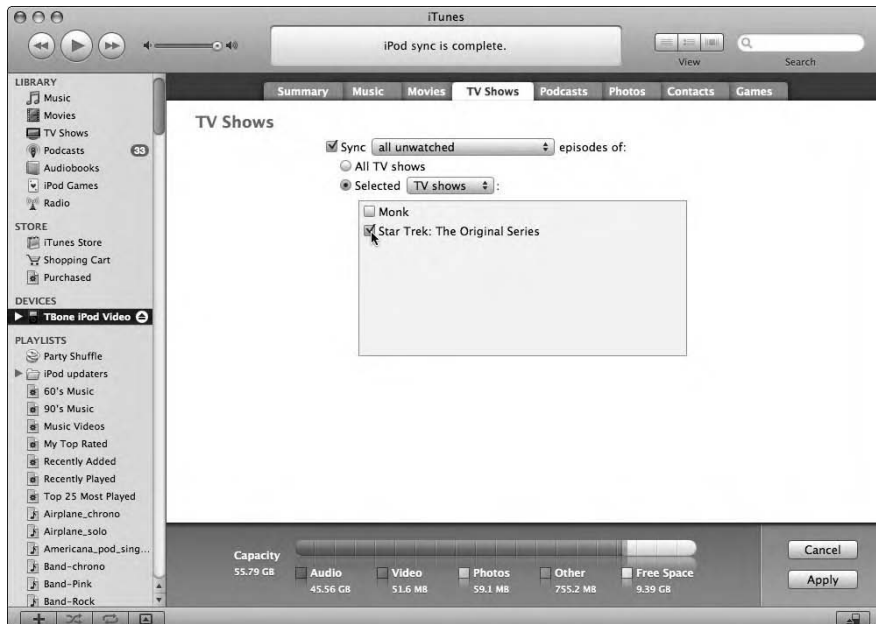 iTunes
iPod sync is complete.
View
Search
LIBRARY
Music
Movies
TV Shows
Podcasts 33
Audiobooks
iPod Games
Radio
STORE
iTunes Store
Shopping Cart
Purchased
DEVICES
TBone iPod Video
PLAYLISTS
Party Shuffle
iPod updaters
60's Music
90's Music
Music Videos
My Top Rated
Recently Added
Recently Played
Top 25 Most Played
Airplane_chrono
Airplane_solo
Americana_pod_sing...
Band-chrono
Band-Pink
Band-Rock
Summary Music Movies TV Shows Podcasts Photos Contacts Games
TV Shows
Sync all unwatched episodes of:
All TV shows
Selected TV shows :
Monk
Star Trek: The Original Series
Capacity
55.79 GB
Audio
45.56 GB
Video
51.6 MB
Photos
59.1 MB
Other
755.2 MB
Free Space
9.39 GB
Cancel
Apply